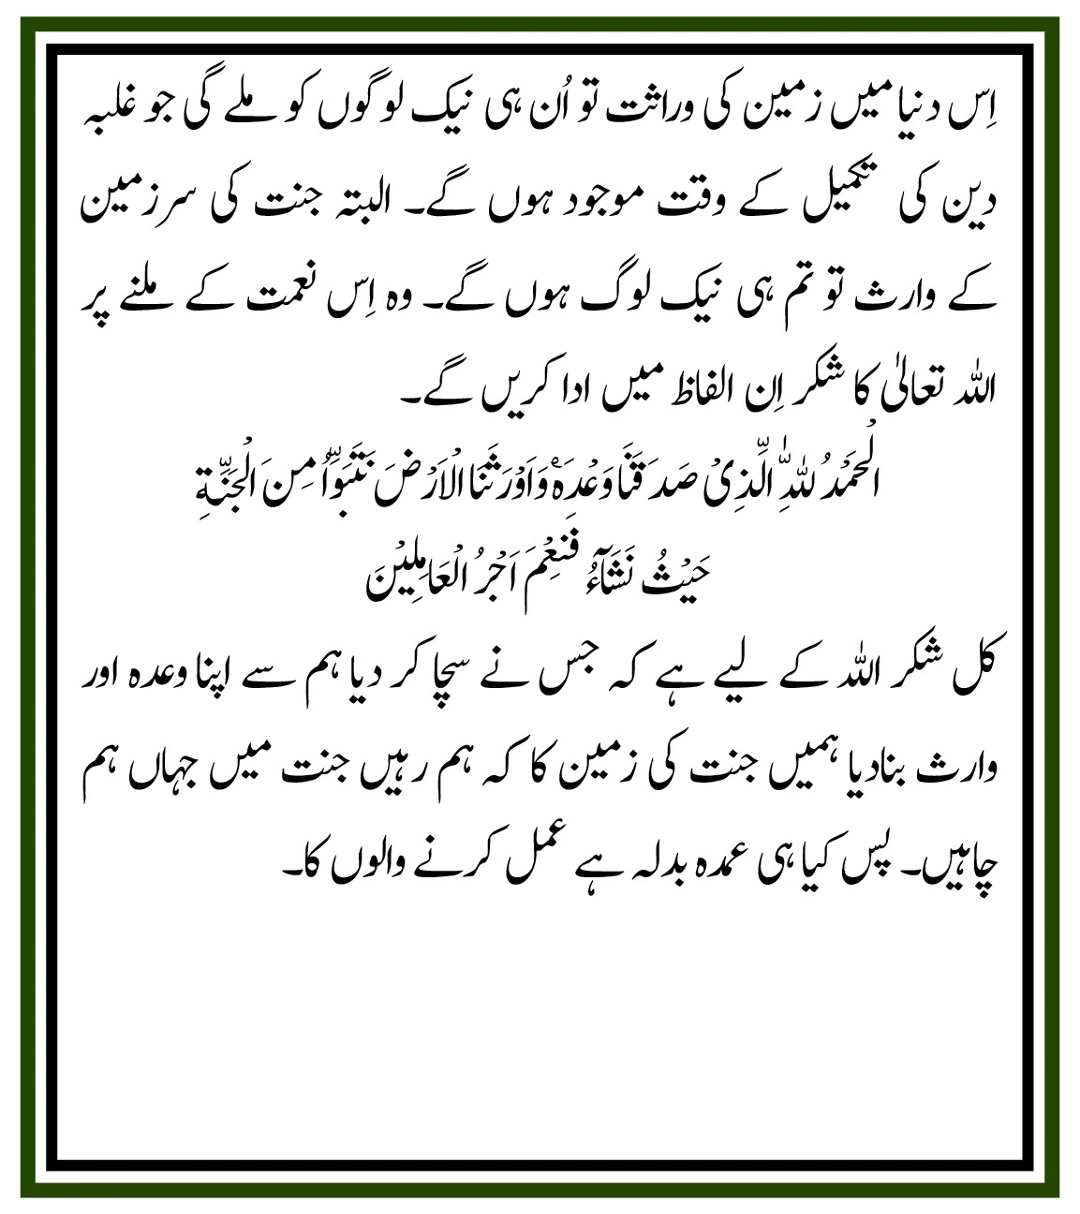 اِس دنیا میں زمین کی وراثت تو اُن ہی نیک لوگوں کو ملے گی جو غلبہ
دین کی تکمیل کے وقت موجود ہوں گے۔ البتہ جنت کی سرزمین
کے وارث تو تم ہی نیک لوگ ہوں گے۔ وہ اِس نعمت کے ملنے پر
اللہ تعالیٰ کا شکر اِن الفاظ میں ادا کریں گے۔
الْحَمْدُ لِلّٰہِ الَّذِیْ صَدَقَنَا وَعْدَہٗ وَاَوْرَثَنَا الْاَرْضَ نَتَبَوَّاُ مِنَ الْجَنَّةِ
حَیْثُ نَشَآءُ فَنِعْمَ اَجْرُ الْعَامِلِیْنَ
کل شکر اللہ کے لیے ہے کہ جس نے سچا کر دیا ہم سے اپنا وعدہ اور
وارث بنادیا ہمیں جنت کی زمین کا کہ ہم رہیں جنت میں جہاں ہم
چاہیں۔ پس کیا ہی عمدہ بدلہ ہے عمل کرنے والوں کا۔